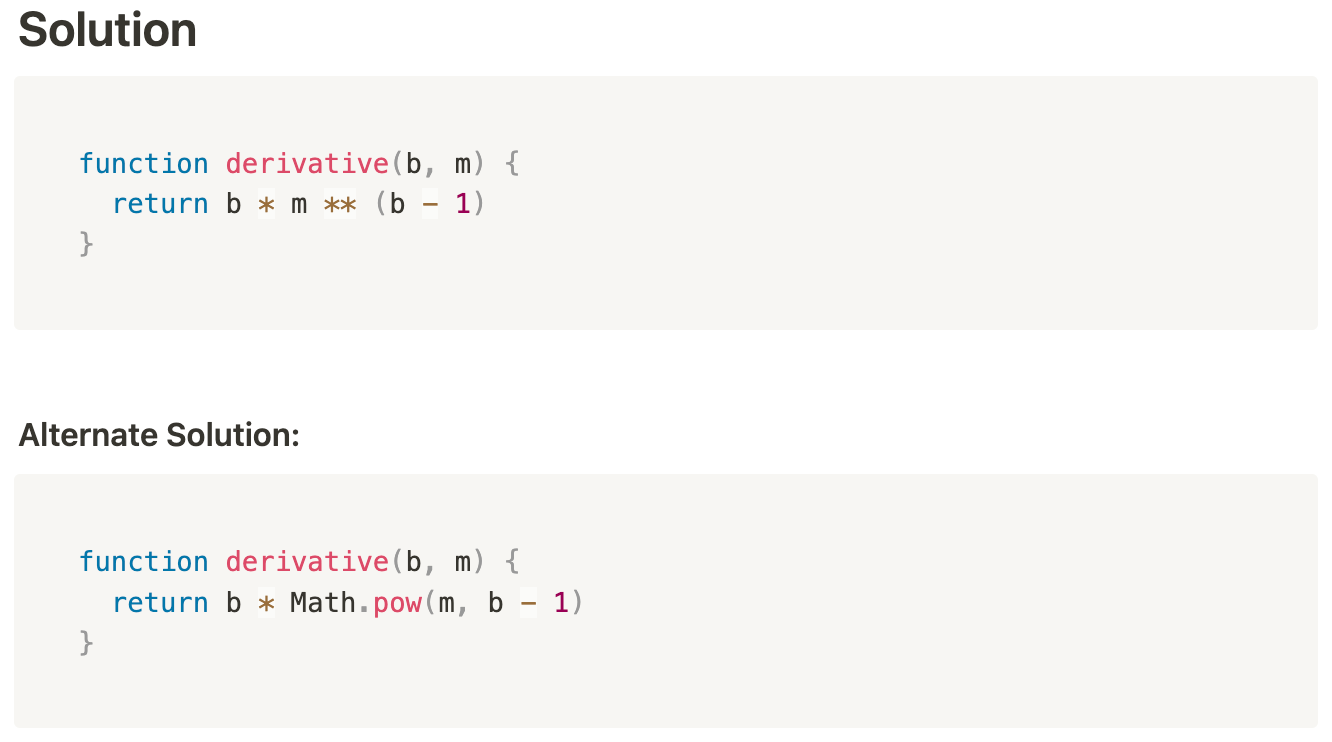 Solution
function derivative(b, m) {
  return b * m ** (b - 1)
}
Alternate Solution:
function derivative(b, m) {
  return b * Math.pow(m, b - 1)
}